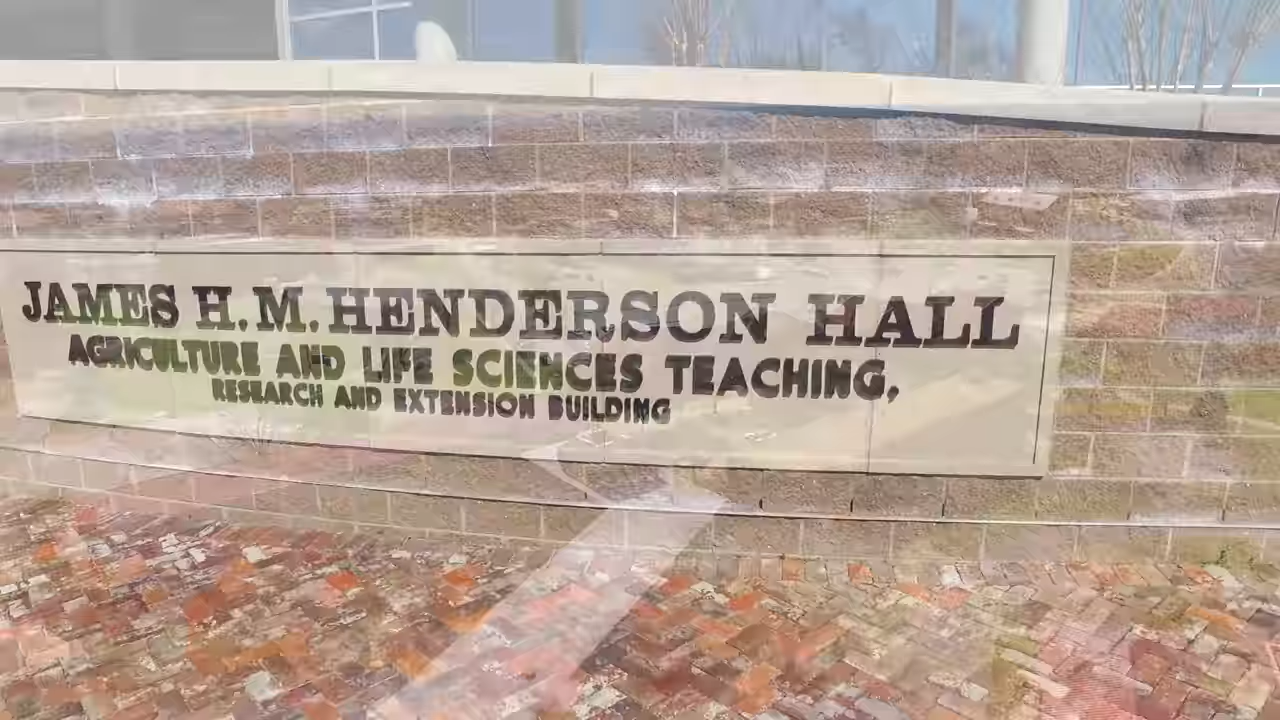 JAMES H. M. HENDERSON HALL
AGRICULTURE AND LIFE SCIENCES TEACHING,
RESEARCH AND EXTENSION BUILDING